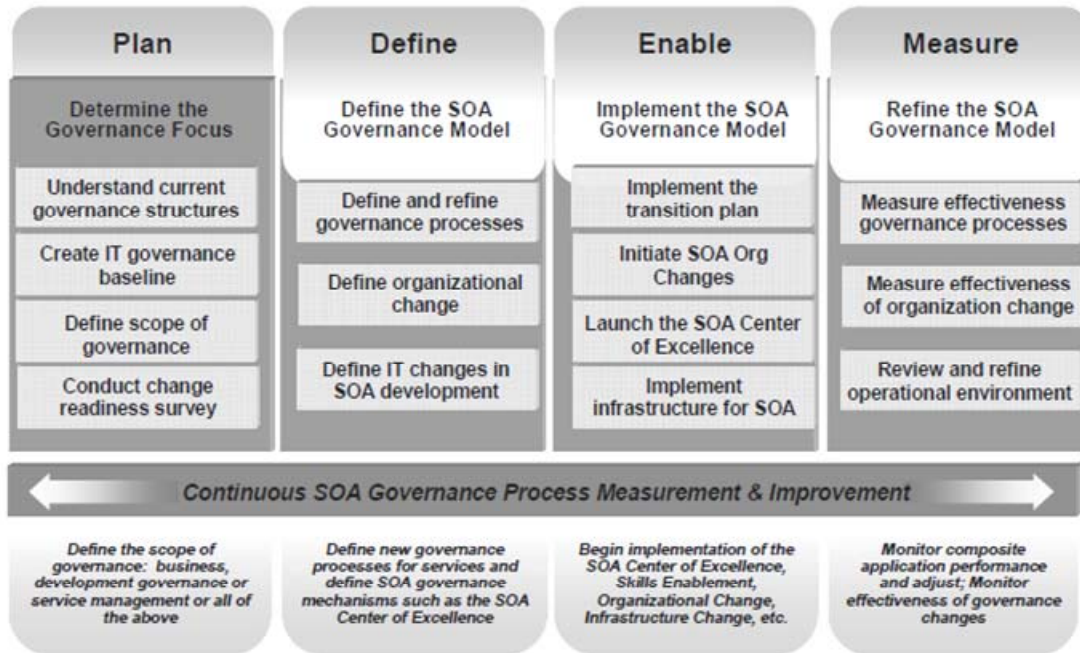 Plan
Determine the
Governance Focus
Understand current
governance structures
Create IT governance
baseline
Define scope of
governance
Conduct change
readiness survey
Define
Define the SOA
Governance Model
Define and refine
governance processes
Define organizational
change
Define IT changes in
SOA development
Enable
Implement the SOA
Governance Model
Implement the
transition plan
Initiate SOA Org
Changes
Launch the SOA Center
of Excellence
Implement
infrastructure for SOA
Measure
Refine the SOA
Governance Model
Measure effectiveness
governance processes
Measure effectiveness
of organization change
Review and refine
operational environment
Continuous SOA Governance Process Measurement & Improvement
Define the scope of
governance: business,
development governance or
service management or all of
the above
Define new governance
processes for services and
define SOA governance
mechanisms such as the SOA
Center of Excellence
Begin implementation of the
SOA Center of Excellence,
Skills Enablement,
Organizational Change,
Infrastructure Change, etc.
Monitor composite
application performance
and adjust; Monitor
effectiveness of governance
changes